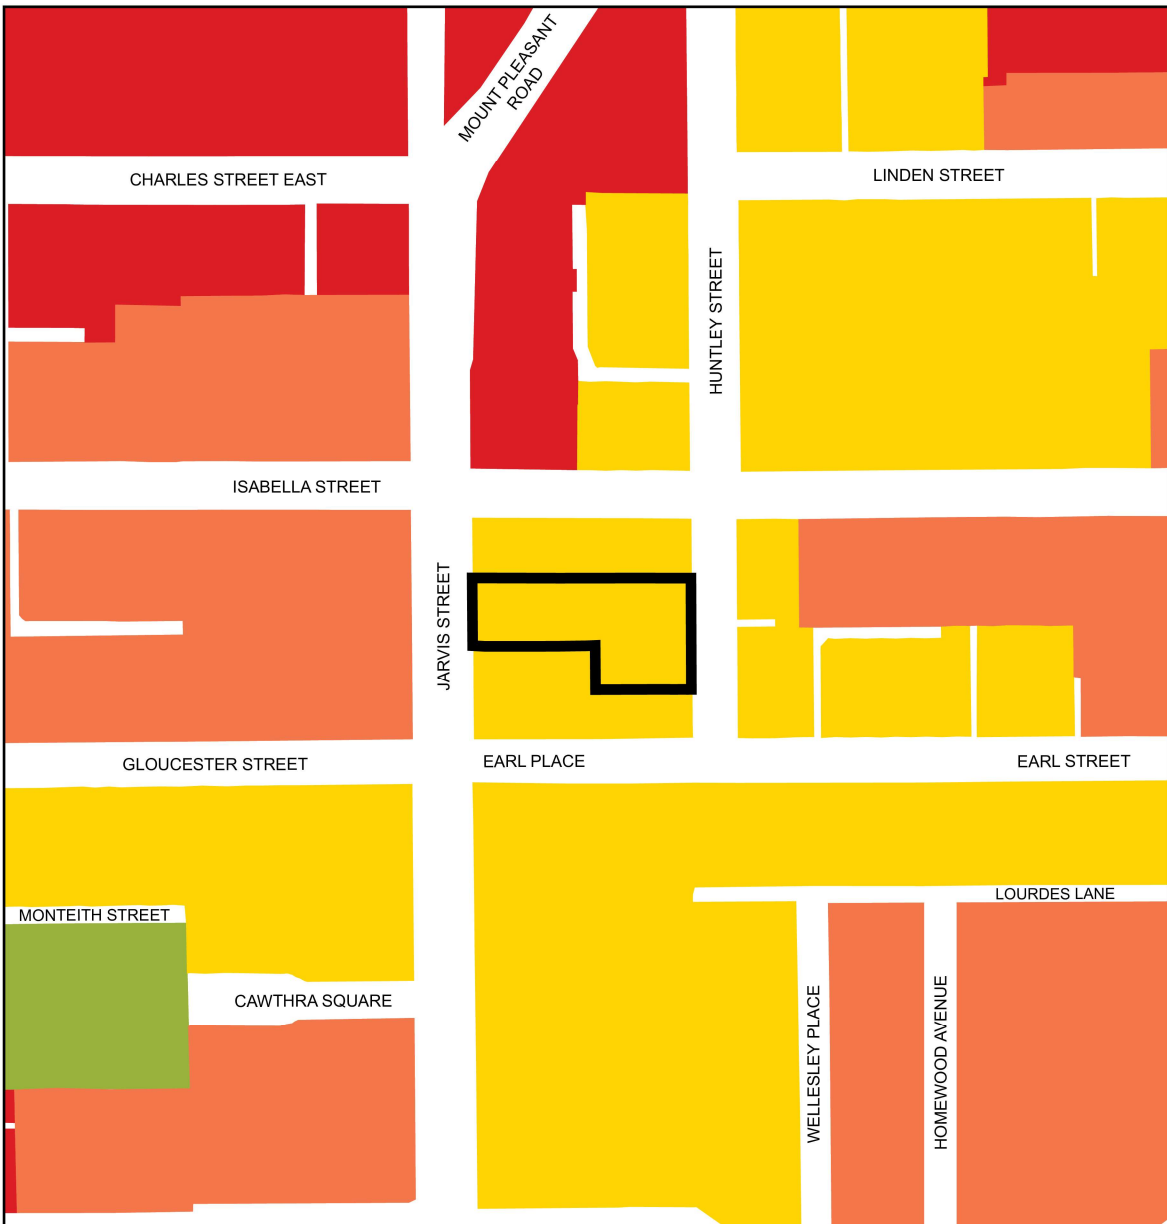 MOUNT PLEASANT
ROAD
CHARLES STREET EAST
LINDEN STREET
HUNTLEY STREET
ISABELLA STREET
JARVIS STREET
GLOUCESTER STREET
EARL PLACE
EARL STREET
LOURDES LANE
MONTEITH STREET
CAWTHRA SQUARE
WELLESLEY PLACE
HOMEWOOD AVENUE